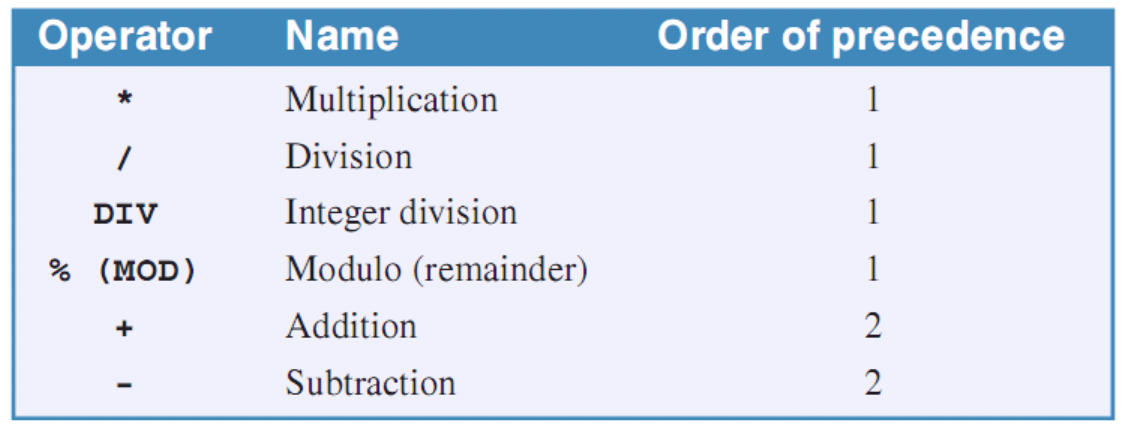 Operator Name Order of precedence
* Multiplication 1
/ Division 1
DIV Integer division 1
% (MOD) Modulo (remainder) 1
+ Addition 2
- Subtraction 2